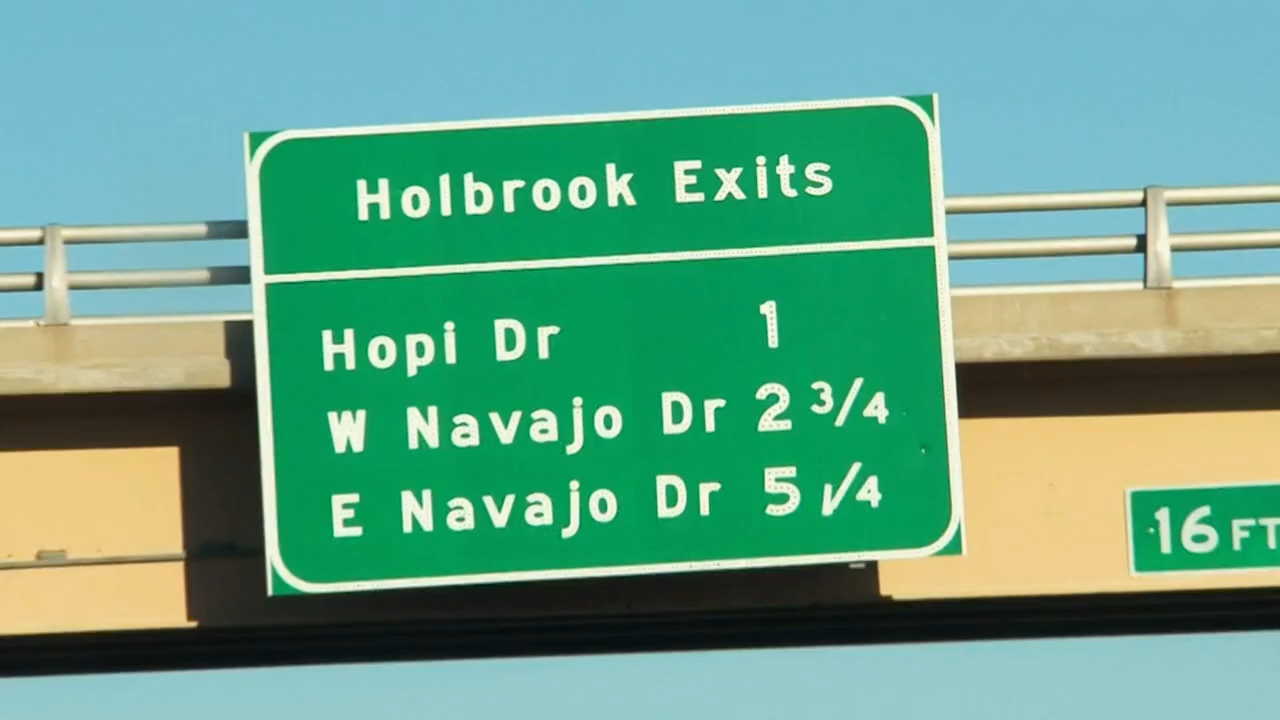 Holbrook Exits
Hopi Dr 1
W Navajo Dr 2 3/4
E Navajo Dr 5 1/4
16 FT